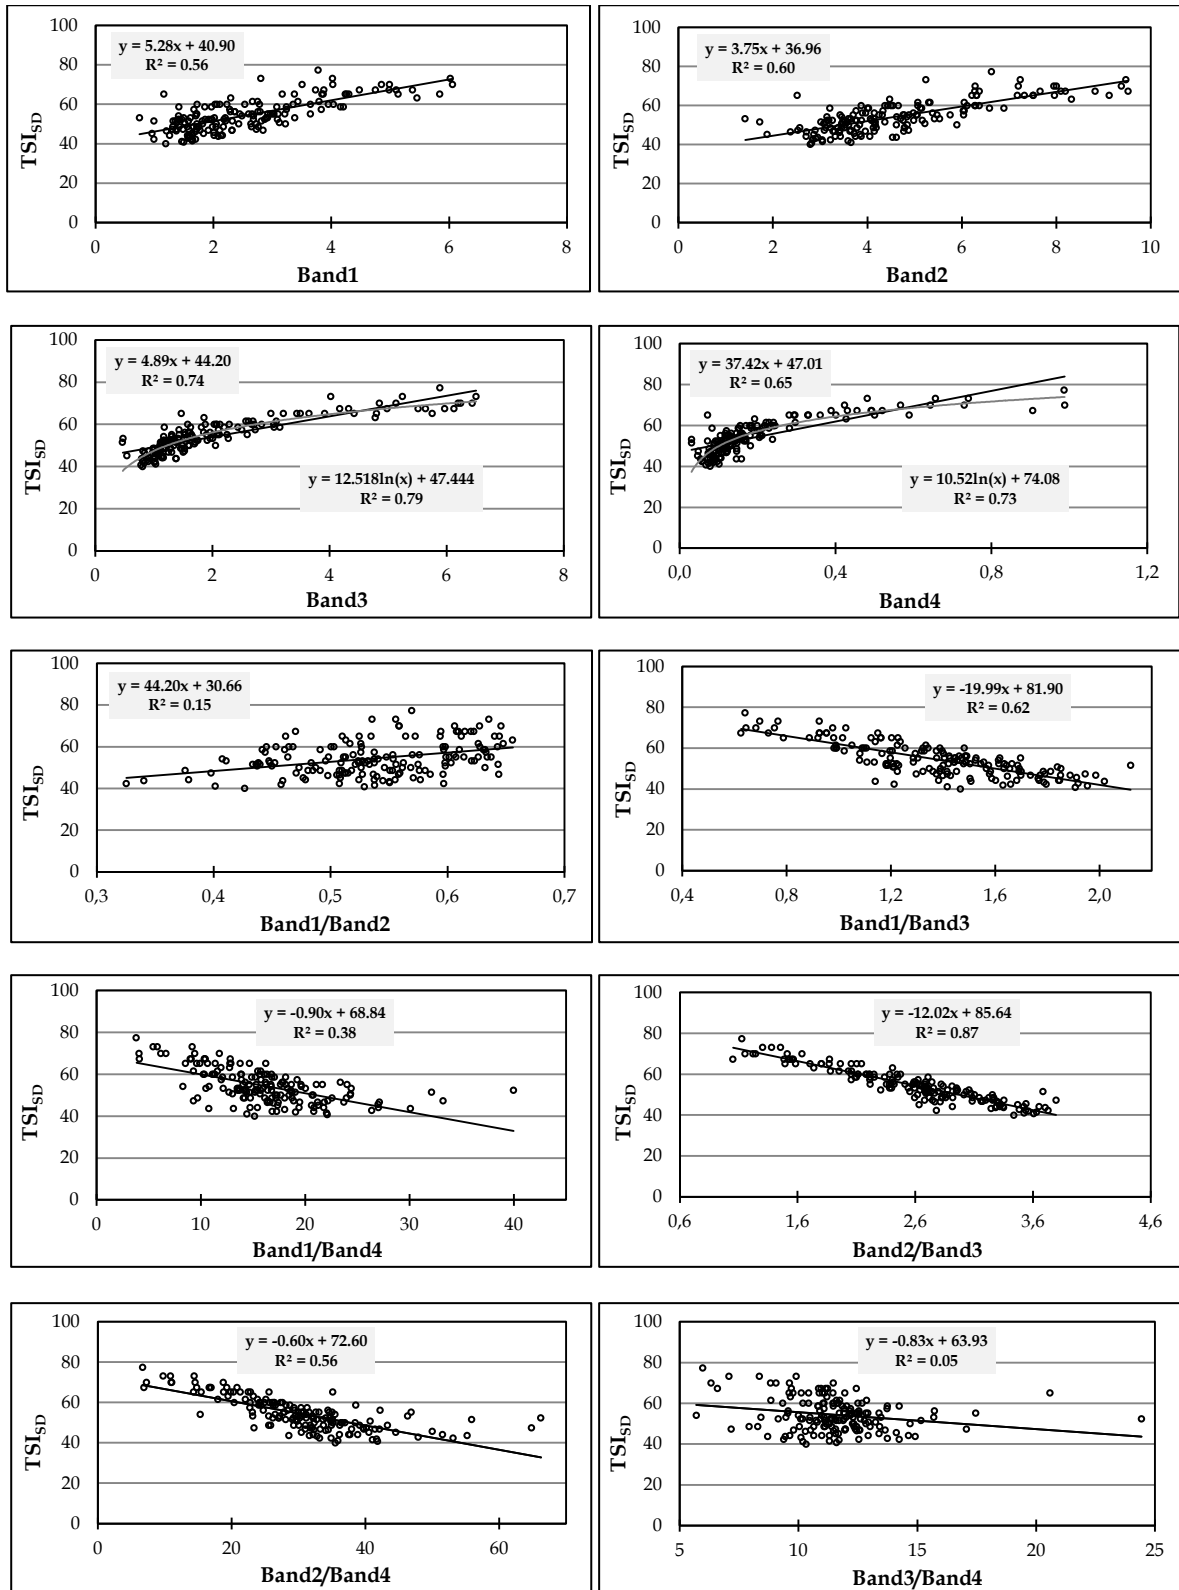 100
80
60
40
20
0
TSISD
y = 5.28x + 40.90
R² = 0.56
0 2 4 6 8
Band1
100
80
60
40
20
0
TSISD
y = 3.75x + 36.96
R² = 0.60
0 2 4 6 8 10
Band2
100
80
60
40
20
0
TSISD
y = 4.89x + 44.20
R² = 0.74
y = 12.518ln(x) + 47.444
R² = 0.79
0 2 4 6 8
Band3
100
80
60
40
20
0
TSISD
y = 37.42x + 47.01
R² = 0.65
y = 10.52ln(x) + 74.08
R² = 0.73
0,0 0,4 0,8 1,2
Band4
100
80
60
40
20
0
TSISD
y = 44.20x + 30.66
R² = 0.15
0,3 0,4 0,5 0,6 0,7
Band1/Band2
100
80
60
40
20
0
TSISD
y = -19.99x + 81.90
R² = 0.62
0,4 0,8 1,2 1,6 2,0
Band1/Band3
100
80
60
40
20
0
TSISD
y = -0.90x + 68.84
R² = 0.38
0 10 20 30 40
Band1/Band4
100
80
60
40
20
0
TSISD
y = -12.02x + 85.64
R² = 0.87
0,6 1,6 2,6 3,6 4,6
Band2/Band3
100
80
60
40
20
0
TSISD
y = -0.60x + 72.60
R² = 0.56
0 20 40 60
Band2/Band4
100
80
60
40
20
0
TSISD
y = -0.83x + 63.93
R² = 0.05
5 10 15 20 25
Band3/Band4